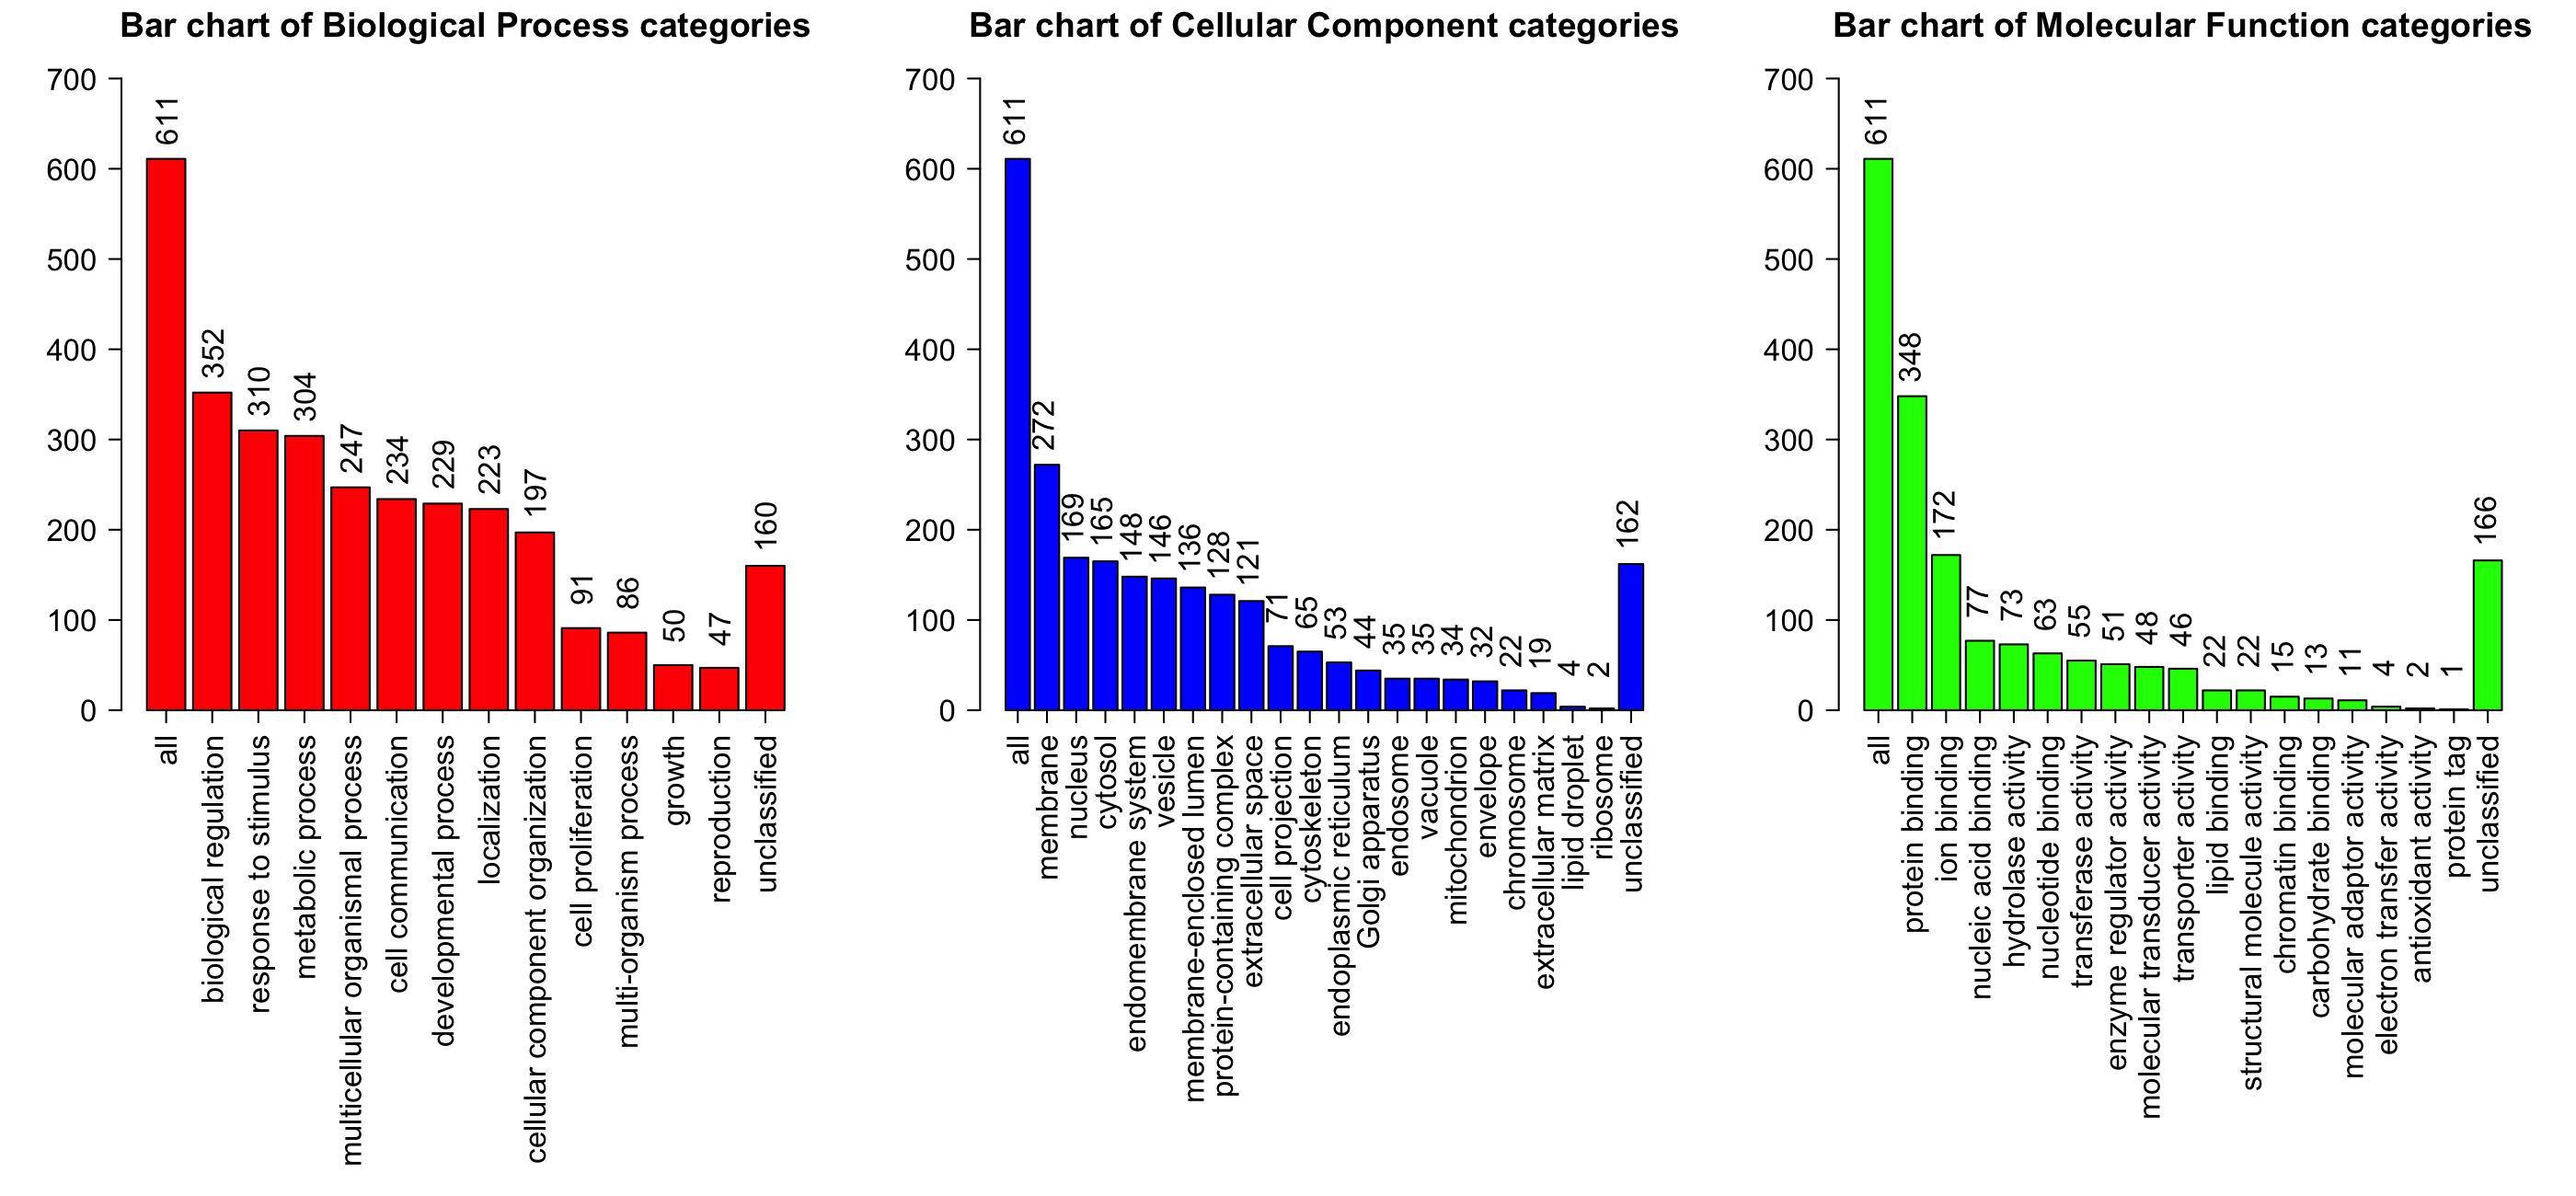 Bar chart of Biological Process categories
700
600
500
400
300
200
100
0
611
352
310
304
247
234
229
223
197
91
86
50
47
160
all
biological regulation
response to stimulus
metabolic process
multicellular organismal process
cell communication
developmental process
localization
cellular component organization
cell proliferation
multi-organism process
growth
reproduction
unclassified
Bar chart of Cellular Component categories
700
600
500
400
300
200
100
0
611
272
169
165
148
146
136
128
121
71
65
53
44
35
35
34
32
22
19
4
2
162
all
membrane
nucleus
cytosol
endomembrane system
vesicle
membrane-enclosed lumen
protein-containing complex
extracellular space
cell projection
cytoskeleton
endoplasmic reticulum
Golgi apparatus
endosome
vacuole
mitochondrion
envelope
chromosome
extracellular matrix
lipid droplet
ribosome
unclassified
Bar chart of Molecular Function categories
700
600
500
400
300
200
100
0
611
348
172
77
73
63
55
51
48
46
22
22
15
13
11
4
2
1
166
all
protein binding
ion binding
nucleic acid binding
hydrolase activity
nucleotide binding
transferase activity
enzyme regulator activity
molecular transducer activity
transporter activity
lipid binding
structural molecule activity
chromatin binding
carbohydrate binding
molecular adaptor activity
electron transfer activity
antioxidant activity
protein tag
unclassified